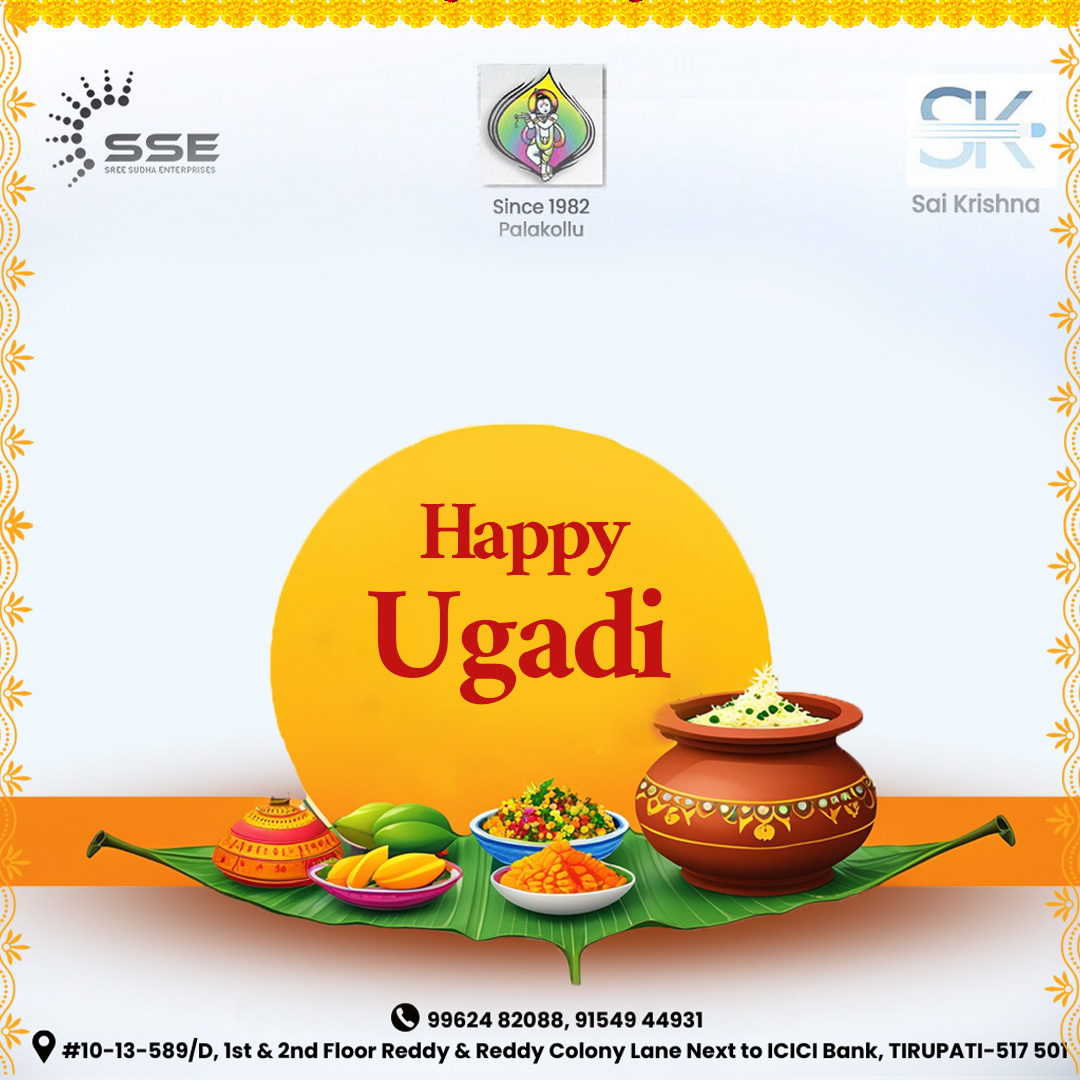 SSE
SREE SUDHA ENTERPRISES
Since 1982
Palakollu
SK
Sai Krishna
Happy
Ugadi
99624 82088, 91549 44931
#10-13-589/D, 1st & 2nd Floor Reddy & Reddy Colony Lane Next to ICICI Bank, TIRUPATI-517 501